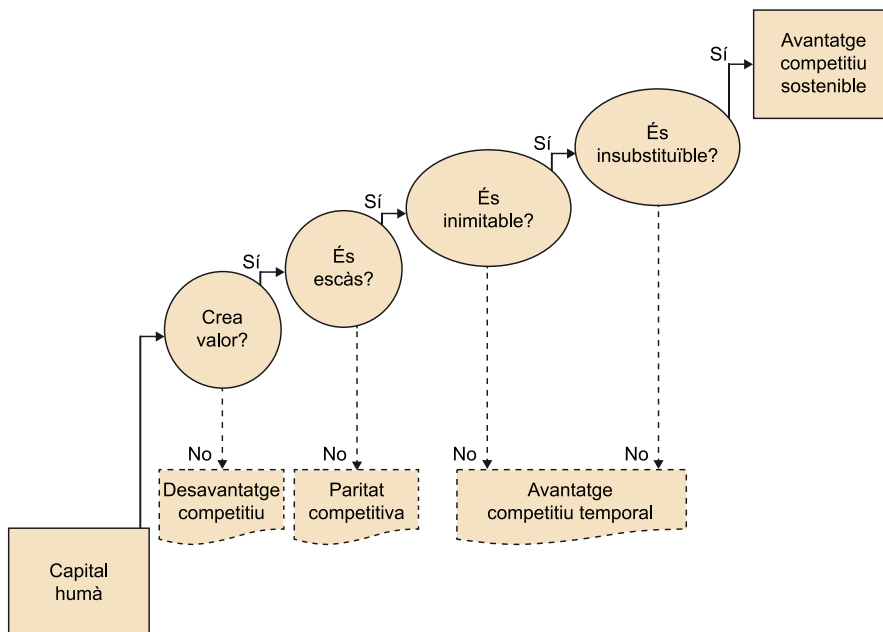 Avantatge
competitiu
sostenible
Sí
És
insubstituïble?
Sí
És
inimitable?
Sí
És
escàs?
Sí
Crea
valor?
No
No
No
No
Desavantatge
competitiu
Paritat
competitiva
Avantatge
competitiu temporal
Capital
humà